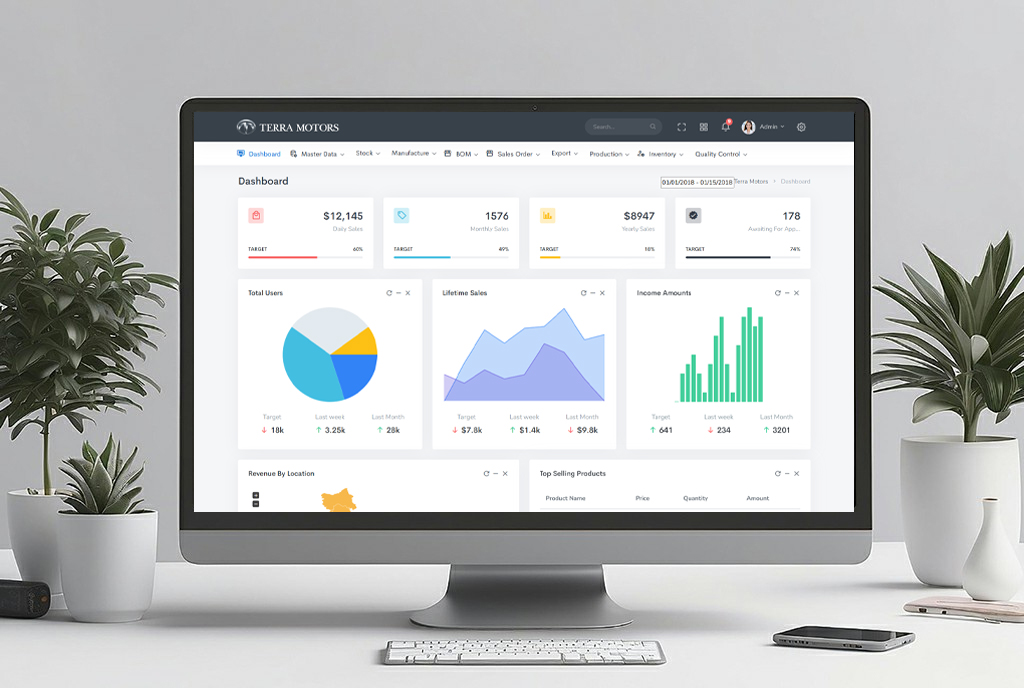 TERRA MOTORS
Search...
Admin
Dashboard Master Data Stock Manufacture BOM Sales Order Export Production Inventory Quality Control
Dashboard
01/01/2018 - 01/15/2018 Terra Motors > Dashboard
$12,145
Daily Sales
TARGET 60%
1576
Monthly Sales
TARGET 49%
$8947
Yearly Sales
TARGET
178
Awaiting For App...
TARGET 74%
Total Users
Target Last week Last Month
18k 3.25k 28k
Lifetime Sales
Target Last week Last Month
$7.8k $1.4k $9.8k
Income Amounts
Target Last week Last Month
641 234 3201
Revenue By Location
Top Selling Products
Product Name Price Quantity Amount